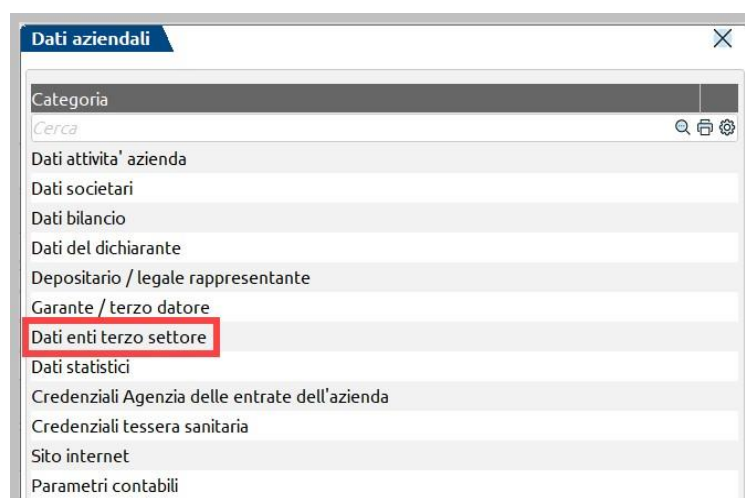 Dati aziendali
Categoria
Cerca
Dati attivita' azienda
Dati societari
Dati bilancio
Dati del dichiarante
Depositario / legale rappresentante
Garante / terzo datore
Dati enti terzo settore
Dati statistici
Credenziali Agenzia delle entrate dell'azienda
Credenziali tessera sanitaria
Sito internet
Parametri contabili